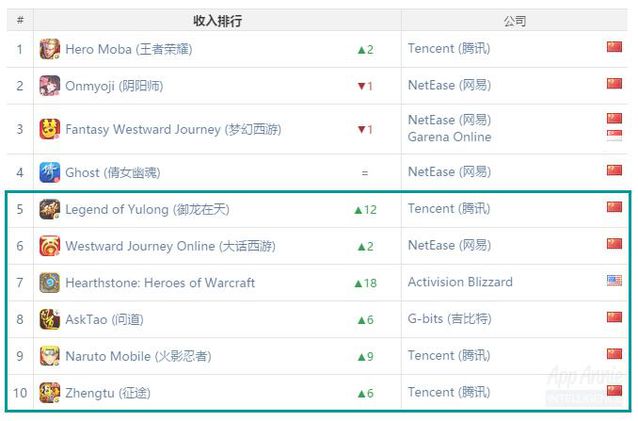 # 收入排行 公司
1 Hero Moba (王者荣耀) ▲2 Tencent (腾讯)
2 Onmyoji (阴阳师) ▼1 NetEase (网易)
3 Fantasy Westward Journey (梦幻西游) ▼1 NetEase (网易)
Garena Online
4 Ghost (倩女幽魂) = NetEase (网易)
5 Legend of Yulong (御龙在天) ▲12 Tencent (腾讯)
6 Westward Journey Online (大话西游) ▲2 NetEase (网易)
7 Hearthstone: Heroes of Warcraft ▲18 Activision Blizzard
8 AskTao (问道) ▲6 G-bits (吉比特)
9 Naruto Mobile (火影忍者) ▲9 Tencent (腾讯)
10 Zhengtu (征途) ▲6 Tencent (腾讯)
App Annie
INTELLIGENCE